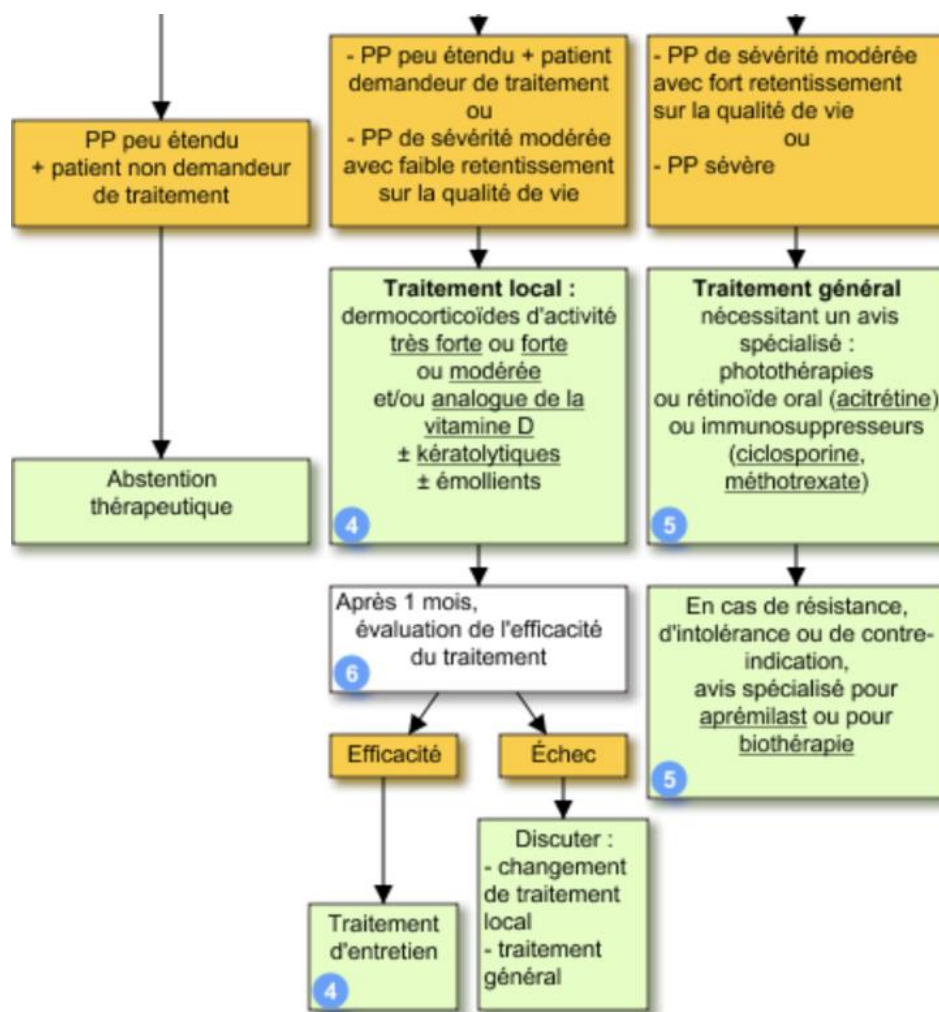 PP peu étendu
+ patient non demandeur
de traitement
Abstention
thérapeutique
- PP peu étendu + patient
demandeur de traitement
ou
- PP de sévérité modérée
avec faible retentissement
sur la qualité de vie
Traitement local :
dermocorticoïdes d'activité
très forte ou forte
ou modérée
et/ou analogue de la
vitamine D
± kératolytiques
± émollients
4
Après 1 mois,
évaluation de l'efficacité
du traitement
6
Efficacité
Traitement
d'entretien
4
Échec
Discuter :
- changement
de traitement
local
- traitement
général
- PP de sévérité modérée
avec fort retentissement
sur la qualité de vie
ou
- PP sévère
Traitement général
nécessitant un avis
spécialisé :
photothérapies
ou rétinoïde oral (acitrétine)
ou immunosuppresseurs
(ciclosporine,
méthotrexate)
5
En cas de résistance,
d'intolérance ou de contre-
indication,
avis spécialisé pour
aprémilast ou pour
biothérapie
5